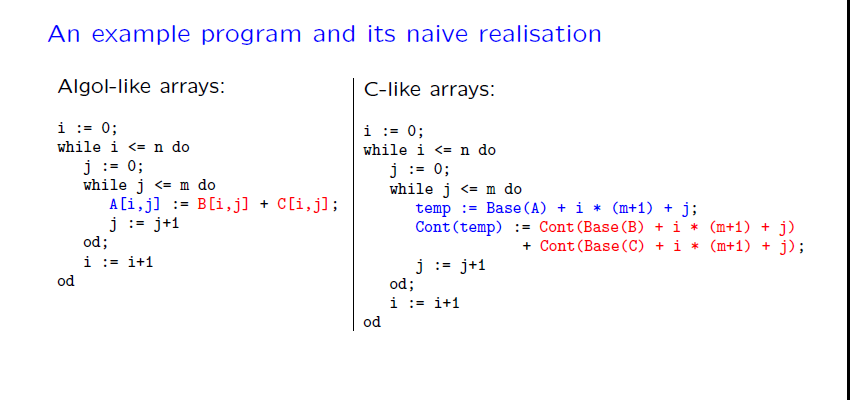 An example program and its naive realisation
Algol-like arrays:
i := 0;
while i <= n do
j := 0;
while j <= m do
A[i,j] := B[i,j] + C[i,j];
j := j+1
od;
i := i+1
od
C-like arrays:
i := 0;
while i <= n do
j := 0;
while j <= m do
temp := Base(A) + i * (m+1) + j;
Cont(temp) := Cont(Base(B) + i * (m+1) + j)
+ Cont(Base(C) + i * (m+1) + j);
j := j+1
od;
i := i+1
od